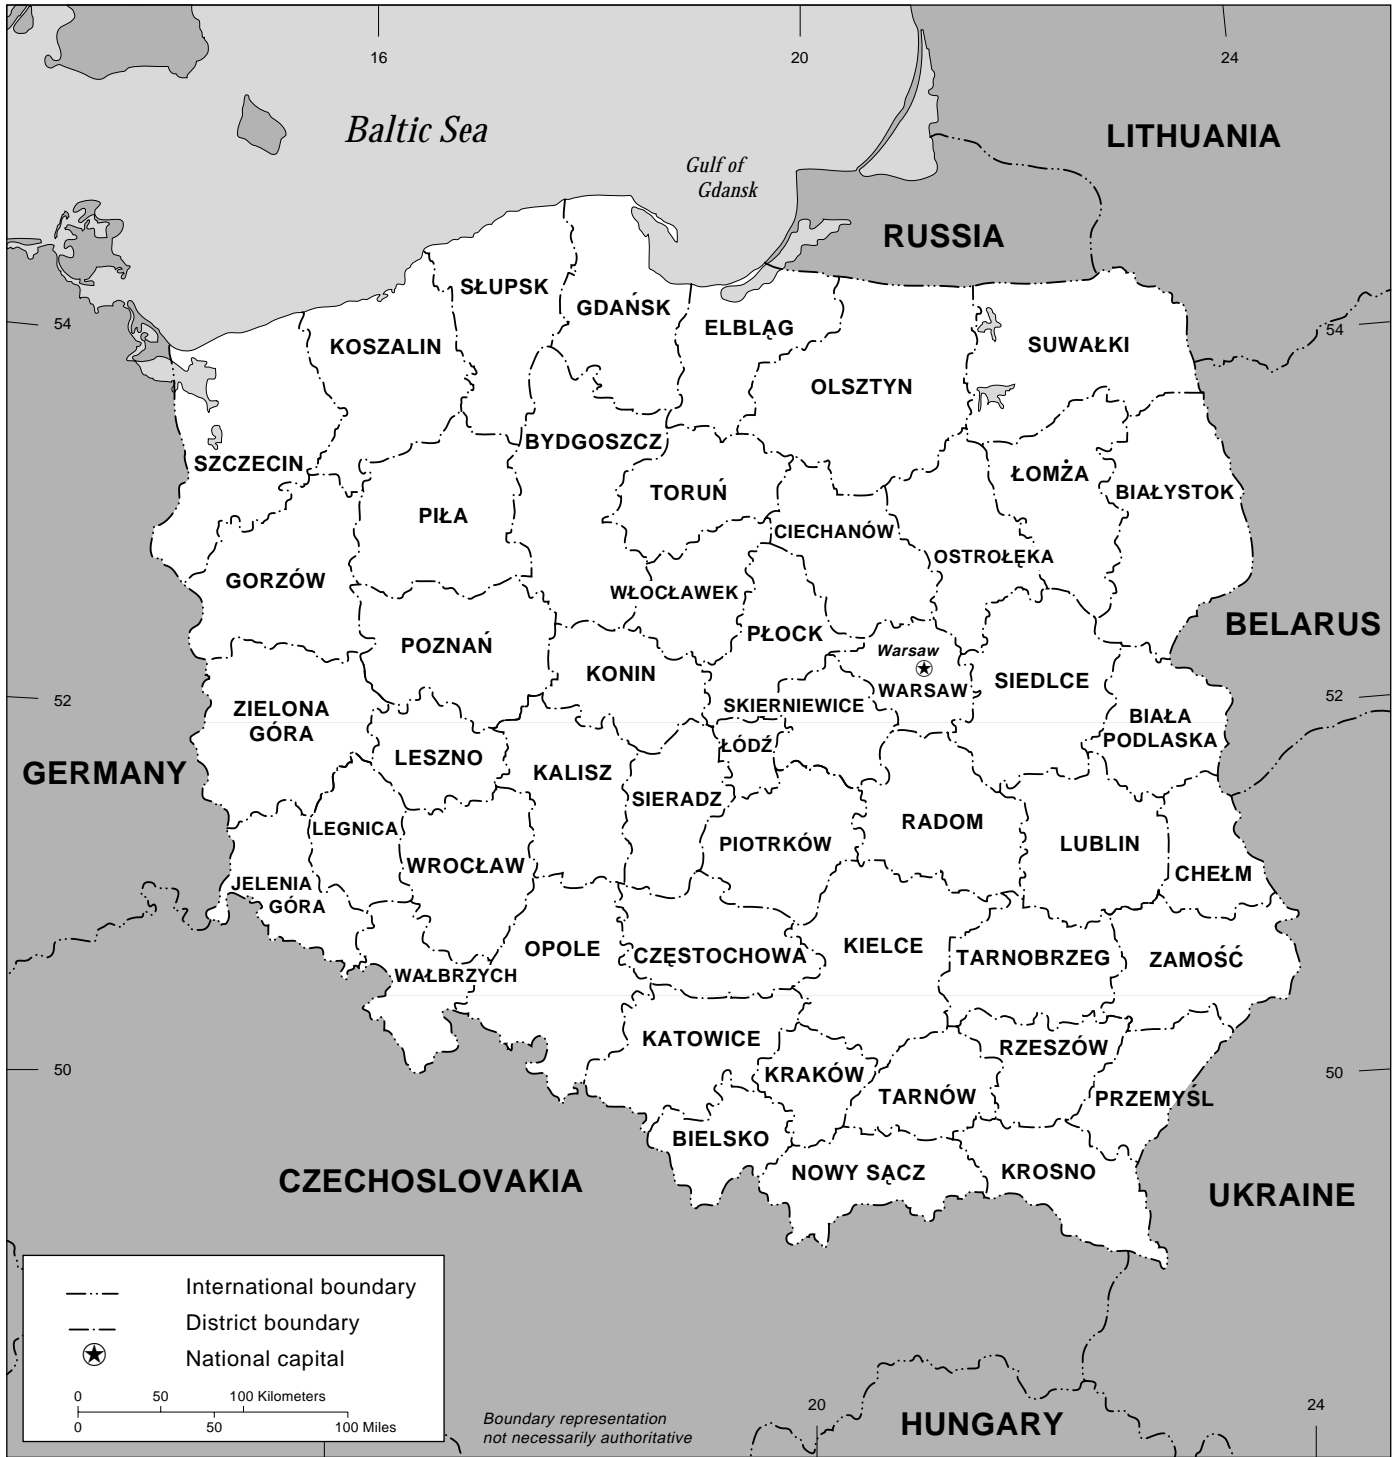 16
20
24
Baltic Sea
LITHUANIA
Gulf of
Gdansk
RUSSIA
SŁUPSK
GDAŃSK
54
ELBLĄG
54
KOSZALIN
SUWAŁKI
OLSZTYN
BYDGOSZCZ
SZCZECIN
ŁOMŻA
TORUŃ
BIAŁYSTOK
PIŁA
CIECHANÓW
OSTROŁĘKA
GORZÓW
WŁOCŁAWEK
BELARUS
PŁOCK
POZNAŃ
Warsaw
KONIN
SIEDLCE
WARSAW
52
52
SKIERNIEWICE
ZIELONA
GÓRA
BIAŁA
PODLASKA
ŁÓDŹ
LESZNO
GERMANY
KALISZ
SIERADZ
RADOM
LEGNICA
PIOTRKÓW
LUBLIN
WROCŁAW
CHEŁM
JELENIA
GÓRA
KIELCE
OPOLE
CZĘSTOCHOWA
TARNOBRZEG
ZAMOŚĆ
WAŁBRZYCH
KATOWICE
RZESZÓW
50
KRAKÓW
50
TARNÓW
PRZEMYŚL
BIELSKO
NOWY SĄCZ
KROSNO
CZECHOSLOVAKIA
UKRAINE
International boundary
District boundary
National capital
0 50 100 Kilometers
0 50 100 Miles
Boundary representation
not necessarily authoritative
20
24
HUNGARY